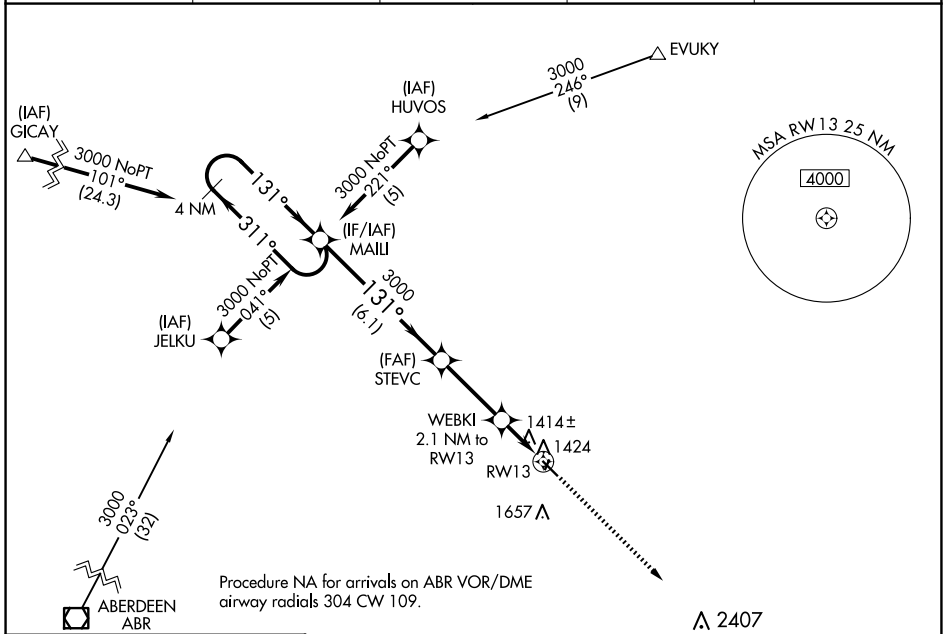 EVUKY
3000
246°
(9)
(IAF)
HUVOS
(IAF)
GICAY
3000 NoPT
101°
(24.3)
4 NM
131°
311°
3000 NoPT
221°
(5)
(IF/IAF)
MAILI
MSA RW13 25 NM
4000
3000 NoPT
041°
(5)
(IAF)
JELKU
3000
131°
(6.1)
(FAF)
STEVC
WEBKI
2.1 NM to
RW13
1414±
1424
RW13
1657
3000
023°
(32)
ABERDEEN
ABR
Procedure NA for arrivals on ABR VOR/DME
airway radials 304 CW 109.
2407